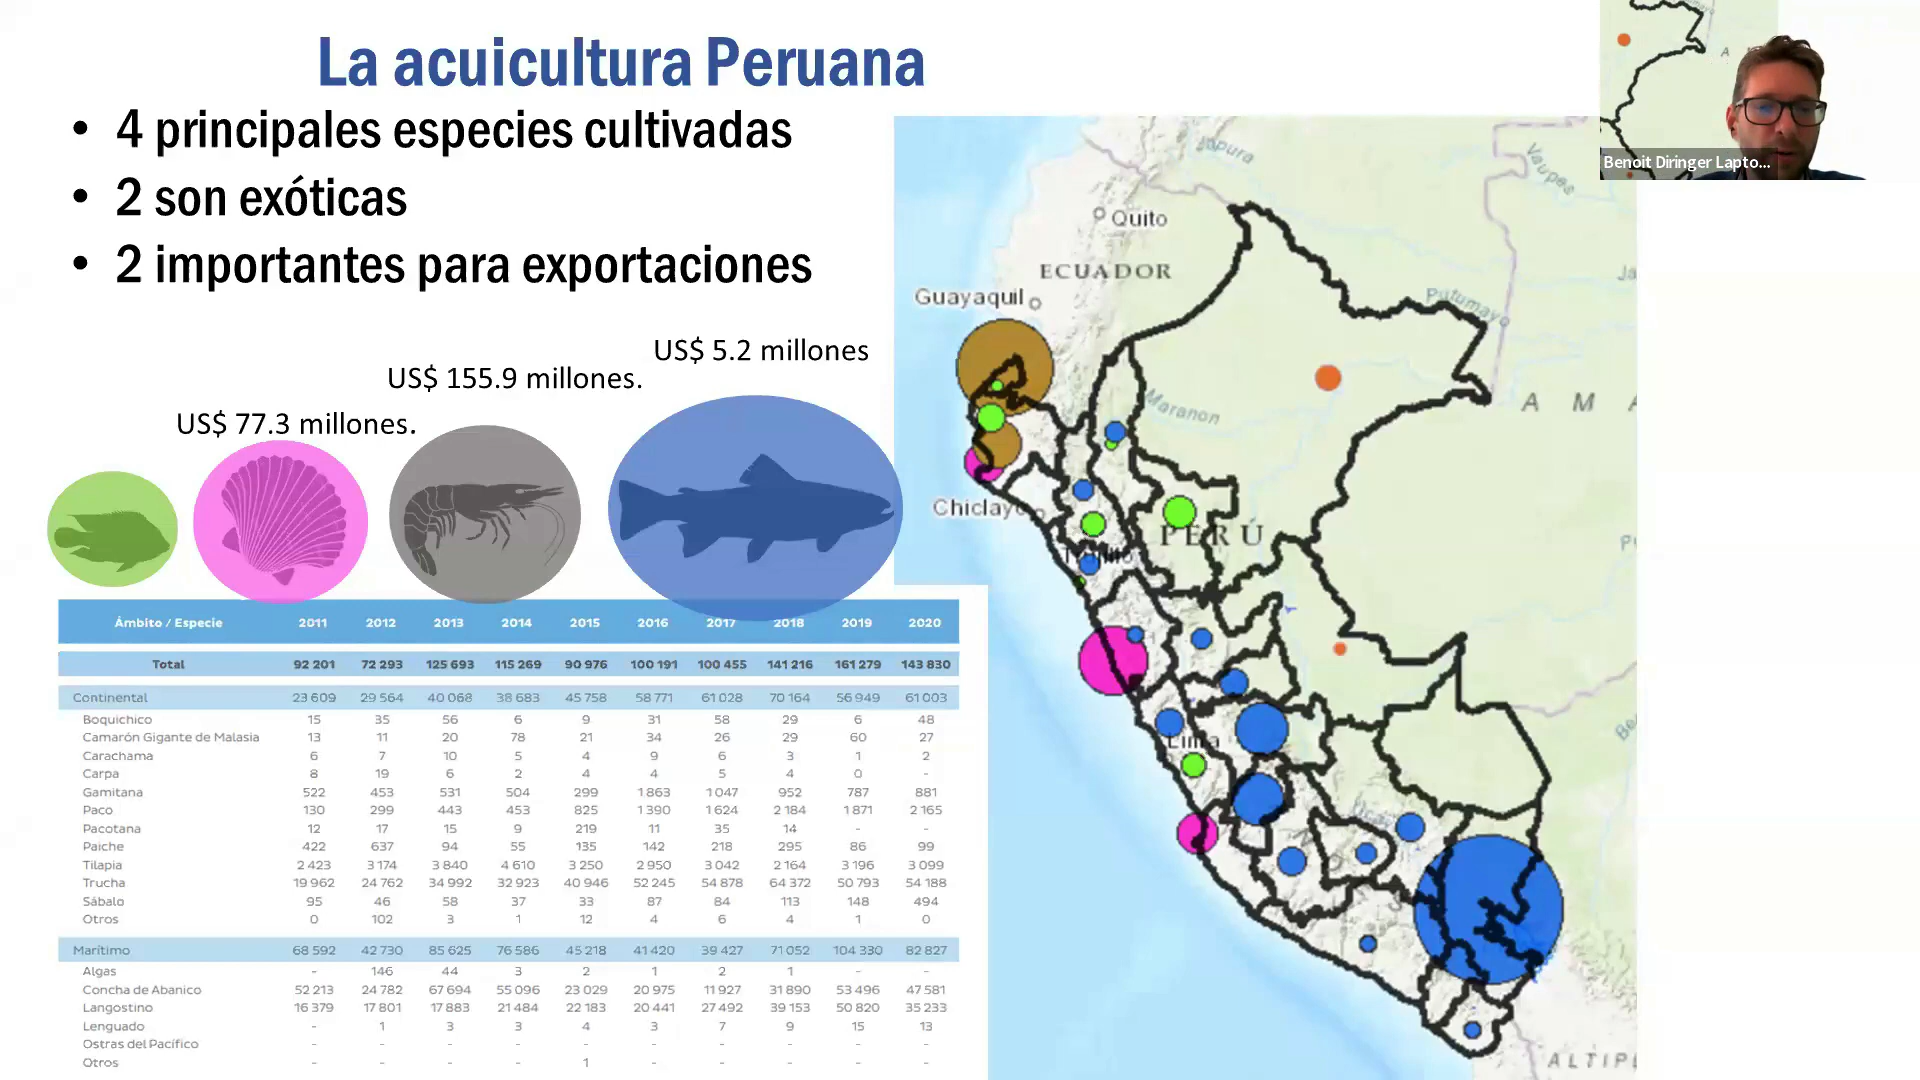 La acuicultura Peruana
• 4 principales especies cultivadas
• 2 son exóticas
• 2 importantes para exportaciones
US$ 77.3 millones.
US$ 155.9 millones.
US$ 5.2 millones
Ámbito / Especie 2011 2012 2013 2014 2015 2016 2017 2018 2019 2020
Total 92 201 72 293 125 693 115 269 90 976 100 191 100 455 141 216 161 279 143 830
Continental 23 609 29 564 40 068 38 683 45 758 58 771 61 028 70 164 56 949 61 003
Boquichico 15 35 56 6 9 31 58 29 6 48
Camarón Gigante de Malasia 13 11 20 78 21 34 26 29 60 27
Carachama 6 7 10 5 4 9 6 3 1 2
Carpa 8 19 6 2 4 4 5 4 0 -
Gamitana 522 453 531 504 299 1 863 1 047 952 787 881
Paco 130 299 443 453 825 1 390 1 624 2 184 1 871 2 165
Pacotana 12 17 15 9 219 11 35 14 - -
Paiche 422 637 94 55 135 142 218 295 86 99
Tilapia 2 423 3 174 3 840 4 610 3 250 2 950 3 042 2 164 3 196 3 099
Trucha 19 962 24 762 34 992 32 923 40 946 52 245 54 878 64 372 50 793 54 188
Sábalo 95 46 58 37 33 87 84 113 148 494
Otros 0 102 3 1 12 4 6 4 1 0
Marítimo 68 592 42 730 85 625 76 586 45 218 41 420 39 427 71 052 104 330 82 827
Algas - 146 44 3 2 1 2 1 - -
Concha de Abanico 52 213 24 782 67 694 55 096 23 029 20 975 11 927 31 890 53 496 47 581
Langostino 16 379 17 801 17 883 21 484 22 183 20 441 27 492 39 153 50 820 35 233
Lenguado - 1 3 3 4 3 7 9 15 13
Ostras del Pacífico - - - - - - - - - -
Otros - - - - 1 - - - - -
Japura
Vaupes
Quito
ECUADOR
Guayaquil
Putumayo
Maranon
A M A
Chiclayo
PERÚ
Lima
ALTIPL
Benoit Diringer Lapto...